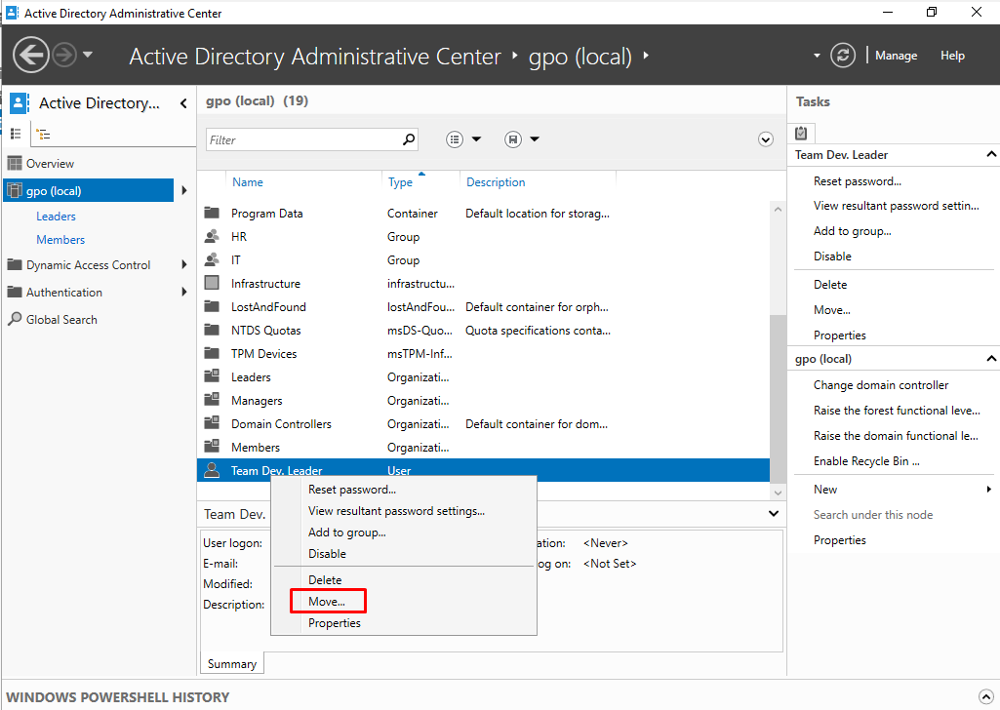 Active Directory Administrative Center
Active Directory Administrative Center gpo (local) Manage Help
Active Directory...
Overview
gpo (local)
Leaders
Members
Dynamic Access Control
Authentication
Global Search
gpo (local) (19)
Filter
Name Type Description
Program Data Container Default location for storag...
HR Group
IT Group
Infrastructure infrastructu...
LostAndFound lostAndFou... Default container for orph...
NTDS Quotas msDS-Quo... Quota specifications conta...
TPM Devices msTPM-Inf...
Leaders Organizati...
Managers Organizati...
Domain Controllers Organizati... Default container for dom...
Members Organizati...
Team Dev. Leader User
Reset password...
View resultant password settings...
Add to group...
Disable
Delete
Move...
Properties
Team Dev.
User logon: ation: <Never>
E-mail: og on: <Not Set>
Modified:
Description:
Summary
Tasks
Team Dev. Leader
Reset password...
View resultant password settin...
Add to group...
Disable
Delete
Move...
Properties
gpo (local)
Change domain controller
Raise the forest functional leve...
Raise the domain functional le...
Enable Recycle Bin ...
New
Search under this node
Properties
WINDOWS POWERSHELL HISTORY